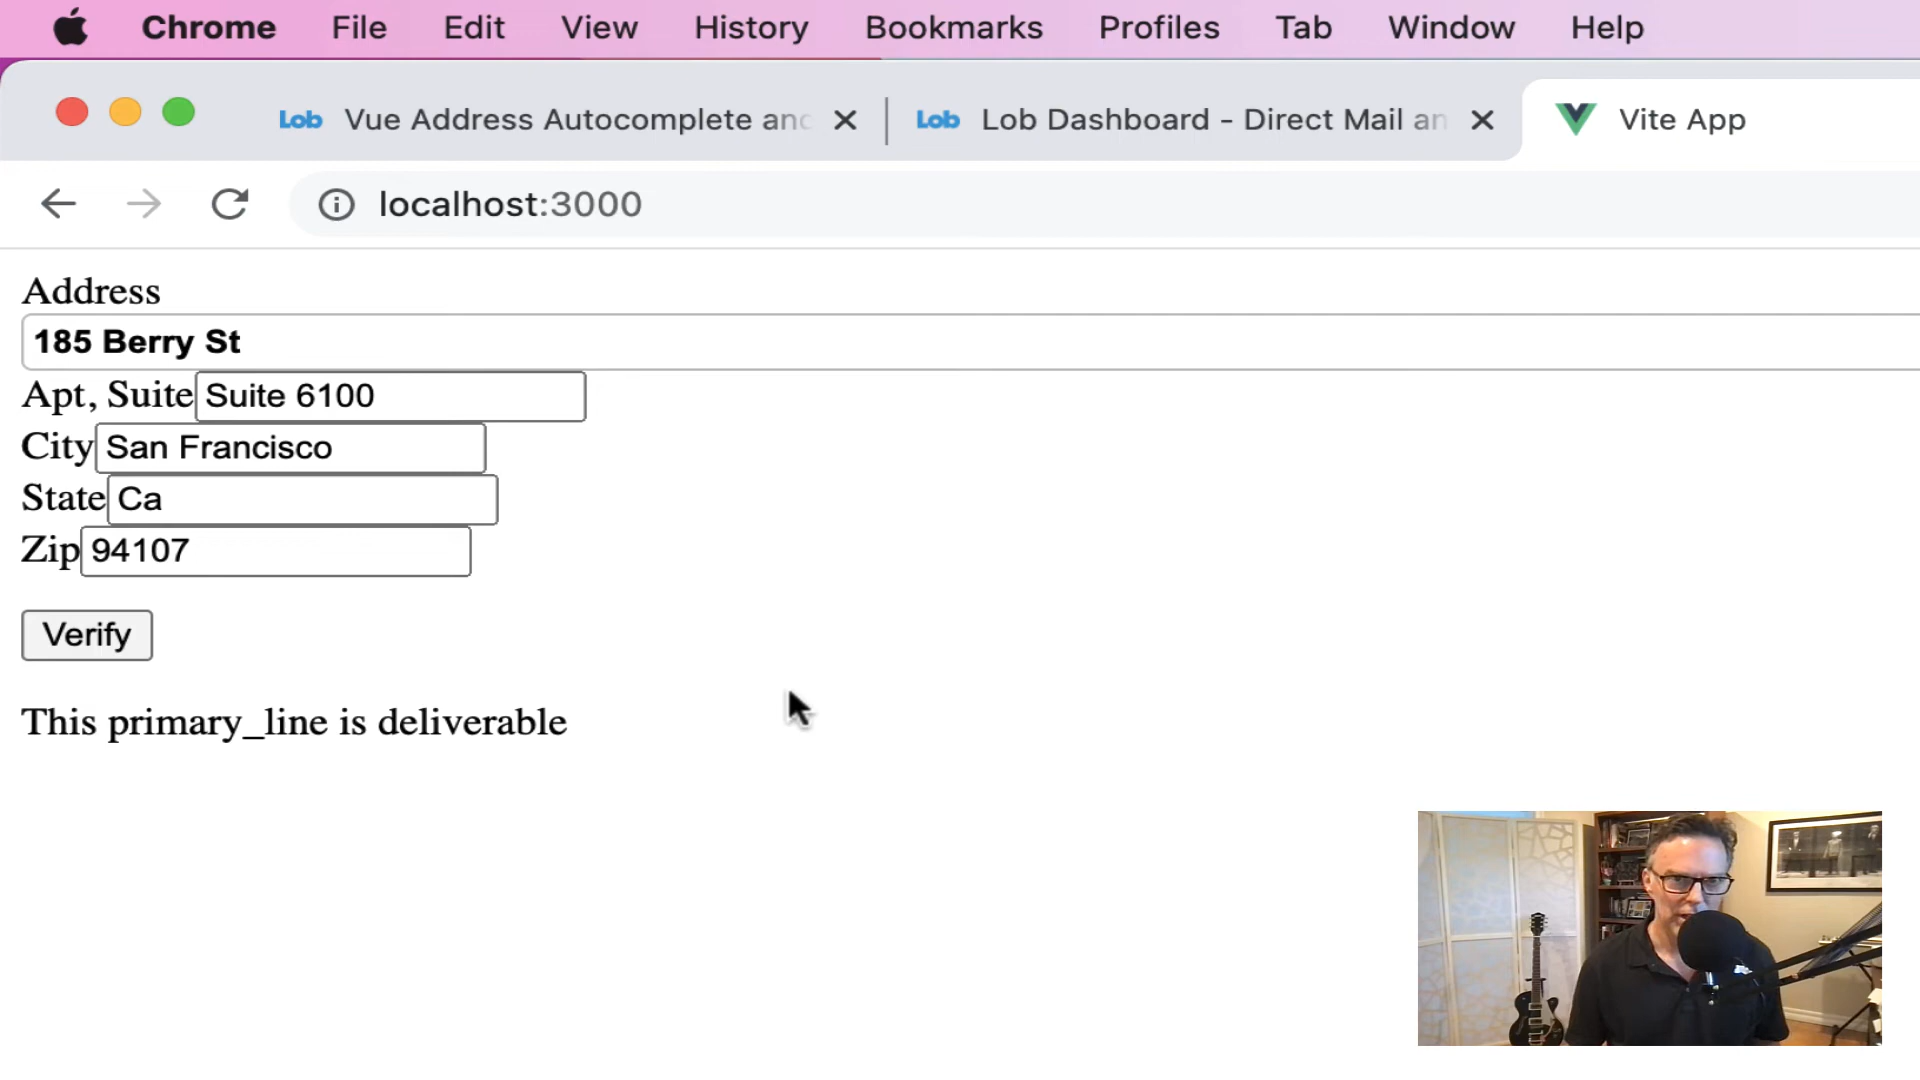 Chrome File Edit View History Bookmarks Profiles Tab Window Help
Lob Vue Address Autocomplete anc Lob Lob Dashboard - Direct Mail an Vite App
localhost:3000
Address
185 Berry St
Apt, Suite Suite 6100
City San Francisco
State Ca
Zip 94107
Verify
This primary_line is deliverable